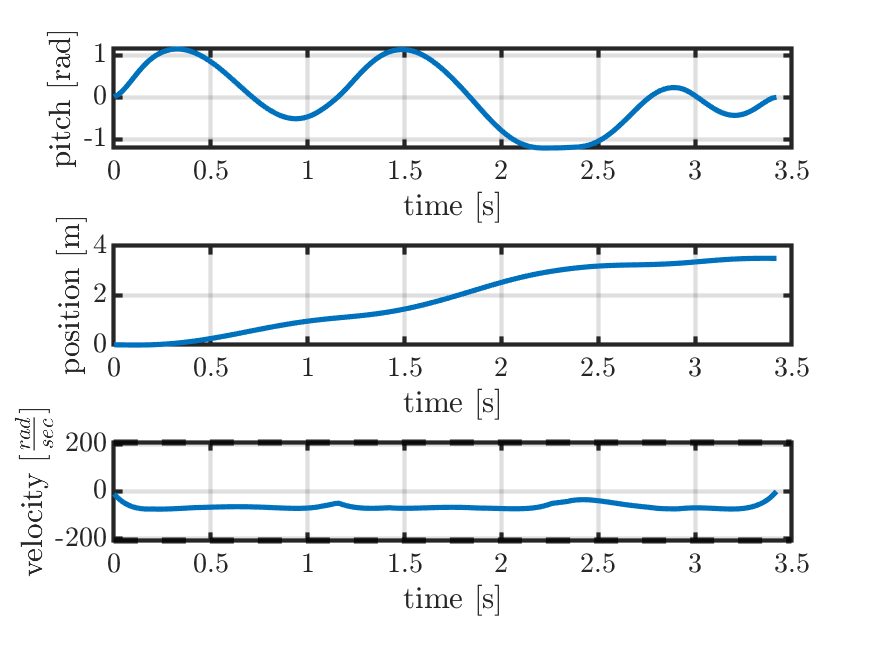 pitch [rad]
1
0
-1
0 0.5 1 1.5 2 2.5 3 3.5
time [s]
position [m]
4
2
0
0 0.5 1 1.5 2 2.5 3 3.5
time [s]
velocity [rad/sec]
200
0
-200
0 0.5 1 1.5 2 2.5 3 3.5
time [s]